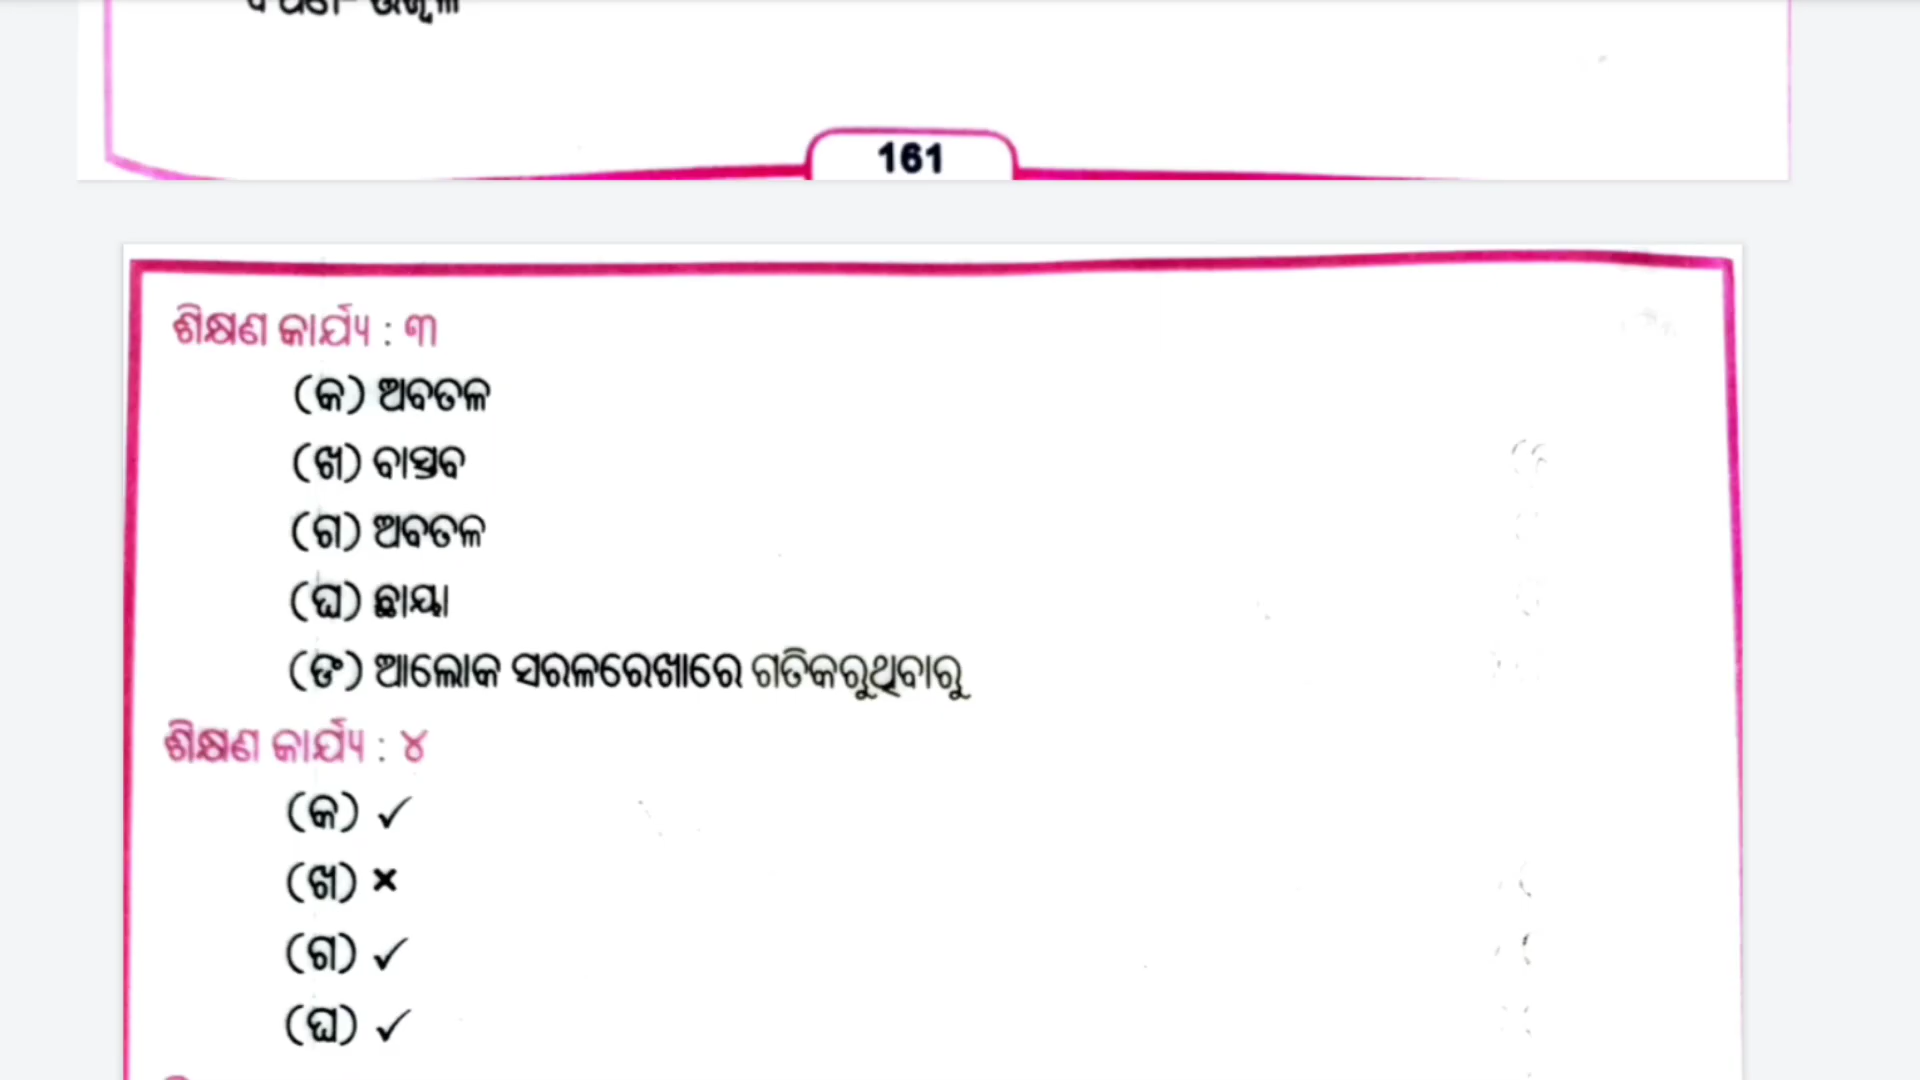 161
ଶିକ୍ଷଣ କାର୍ଯ୍ୟ : ୩
(କ) ଅବତଳ
(ଖ) ବାସ୍ତବ
(ଗ) ଅବତଳ
(ଘ) ଛାୟା
(ଙ) ଆଲୋକ ସରଳରେଖାରେ ଗତିକରୁଥିବାରୁ
ଶିକ୍ଷଣ କାର୍ଯ୍ୟ : ୪
(କ) ✓
(ଖ) ×
(ଗ) ✓
(ଘ) ✓